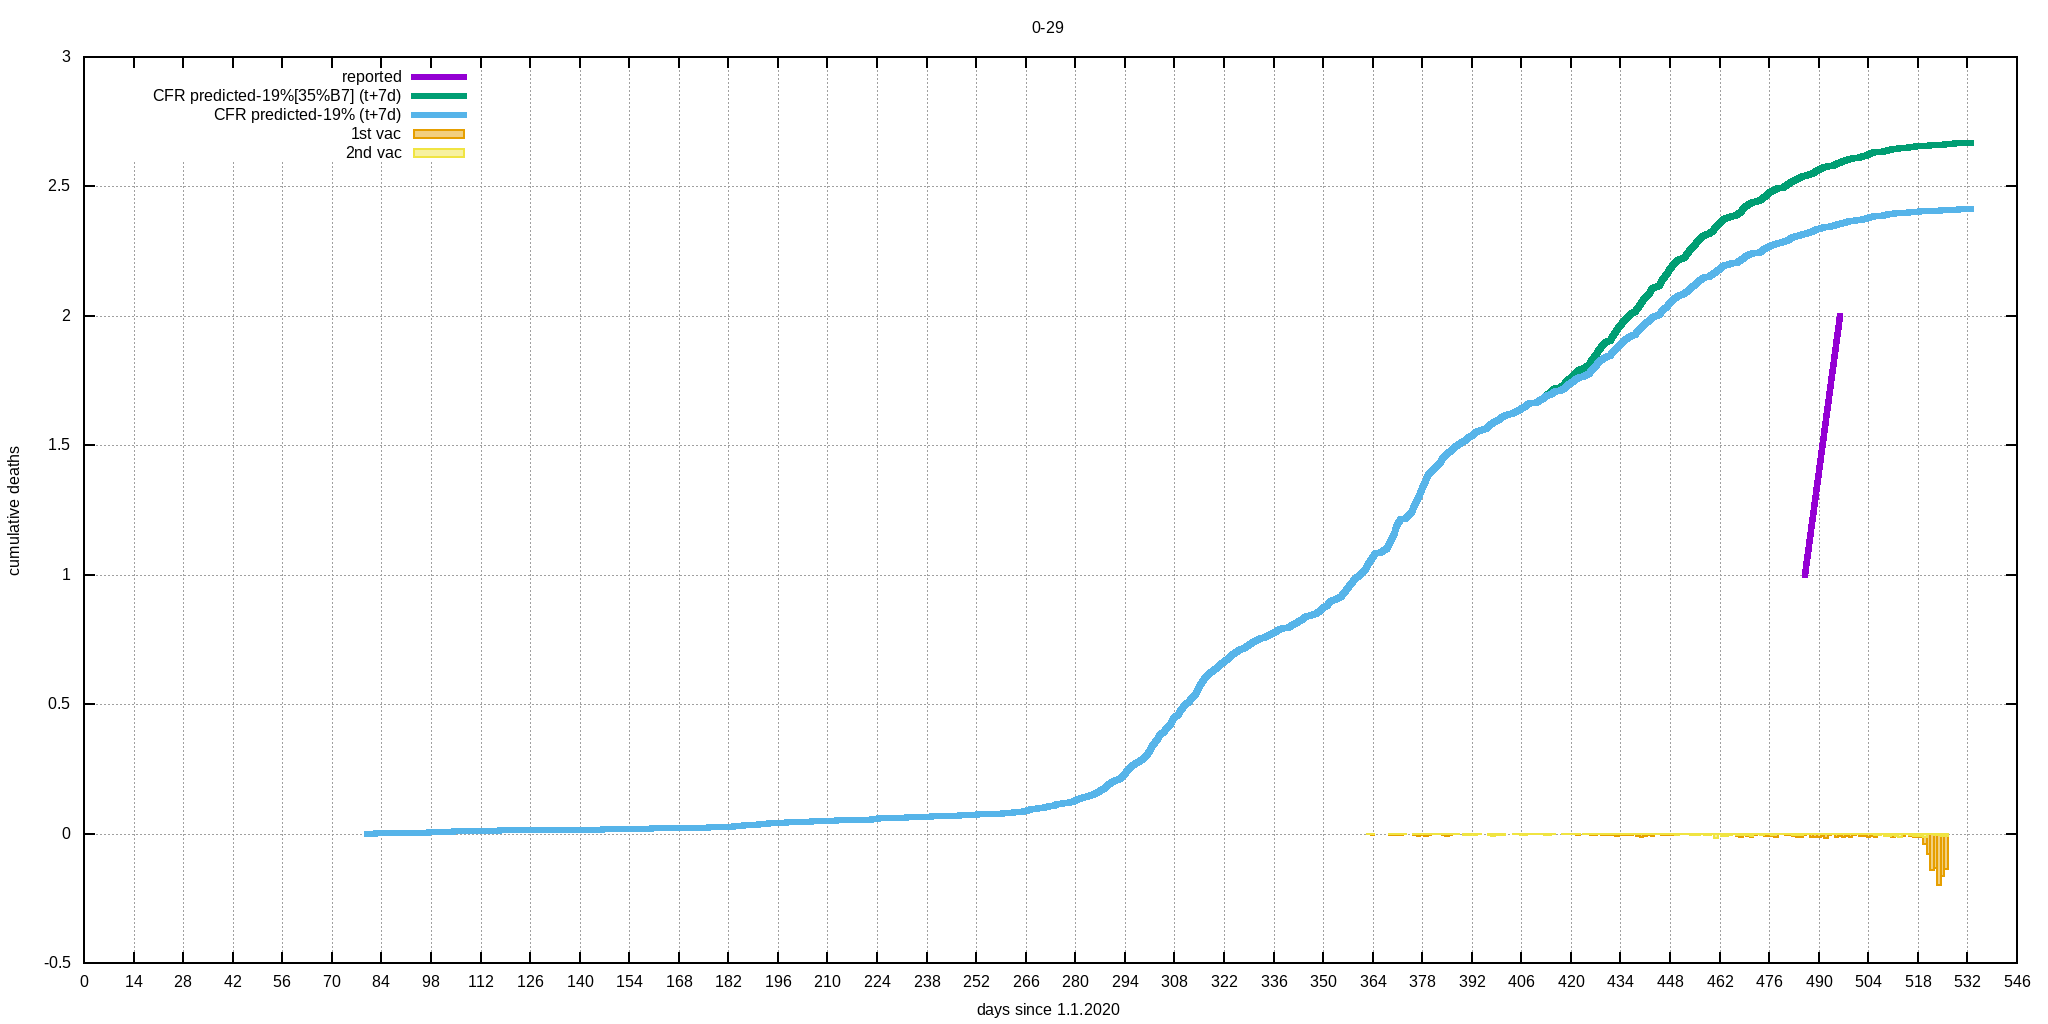 0-29
reported
CFR predicted-19%[35%B7] (t+7d)
CFR predicted-19% (t+7d)
1st vac
2nd vac
3
2.5
2
1.5
1
0.5
0
-0.5
cumulative deaths
0 14 28 42 56 70 84 98 112 126 140 154 168 182 196 210 224 238 252 266 280 294 308 322 336 350 364 378 392 406 420 434 448 462 476 490 504 518 532 546
days since 1.1.2020